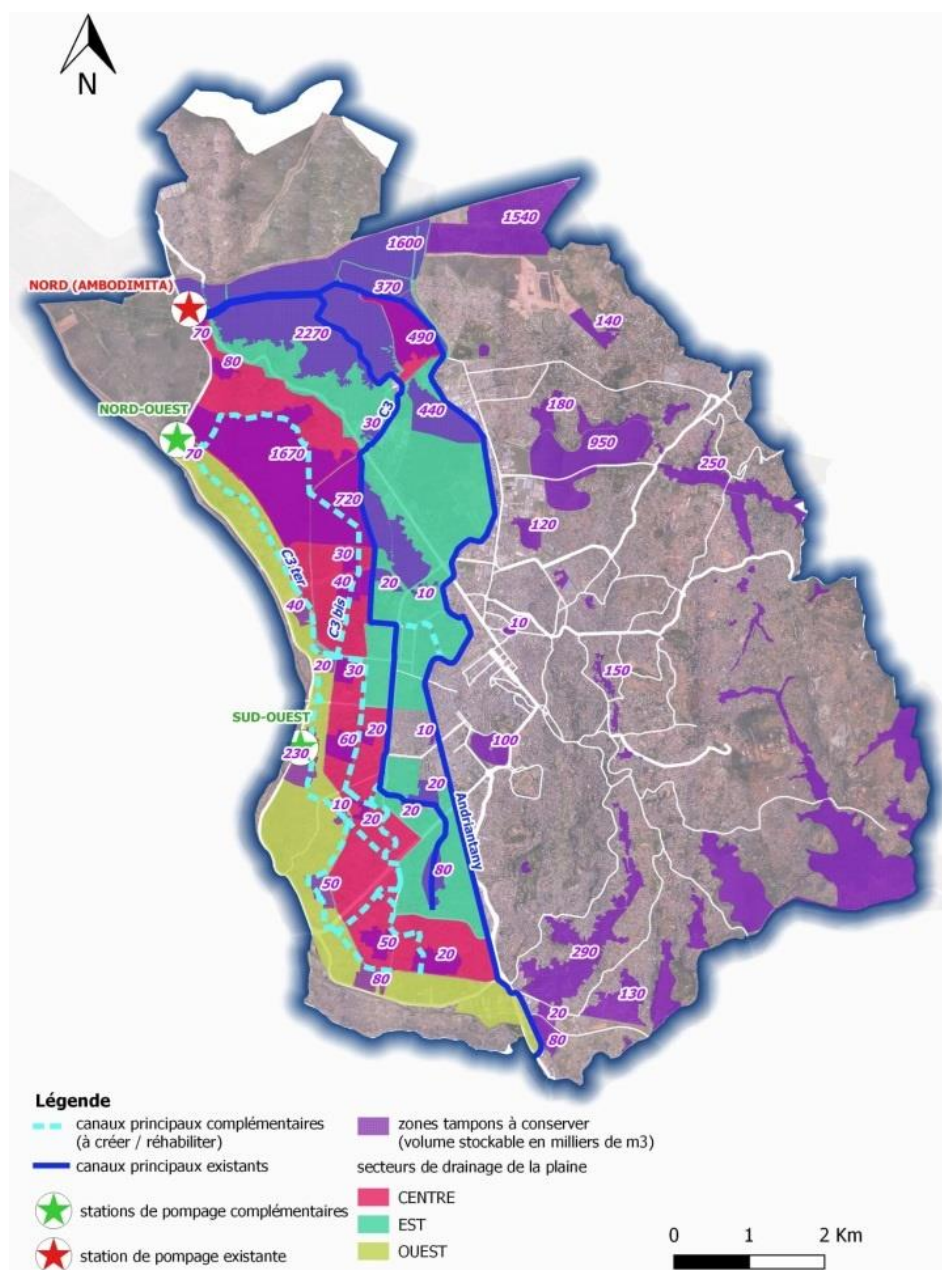 N
1540
1600
NORD (AMBODIMITA)
370
70
2270
490
140
80
NORD-OUEST
C3
440
180
30
950
70
1670
250
720
120
30
C3 ter
40
20
10
C3 bis
40
10
20
30
150
SUD-OUEST
20
10
60
100
230
20
10
20
20
Andriantany
80
50
50
20
290
80
130
20
80
Légende
canaux principaux complémentaires
(à créer / réhabiliter)
canaux principaux existants
stations de pompage complémentaires
station de pompage existante
zones tampons à conserver
(volume stockable en milliers de m3)
secteurs de drainage de la plaine
CENTRE
EST
OUEST
0 1 2 Km